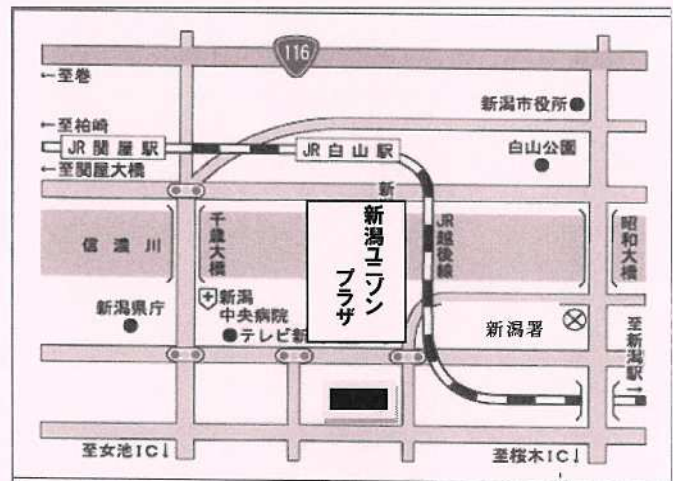 116
←至巻
新潟市役所
←至柏崎
JR関屋駅
JR白山駅
白山公園
←至関屋大橋
新
信濃川
千歳大橋
新潟ユニゾン
プラザ
JR越後線
昭和大橋
新潟県庁
新潟
中央病院
テレビ新
新潟署
至新潟駅→
至女池IC↓
至桜木IC↓